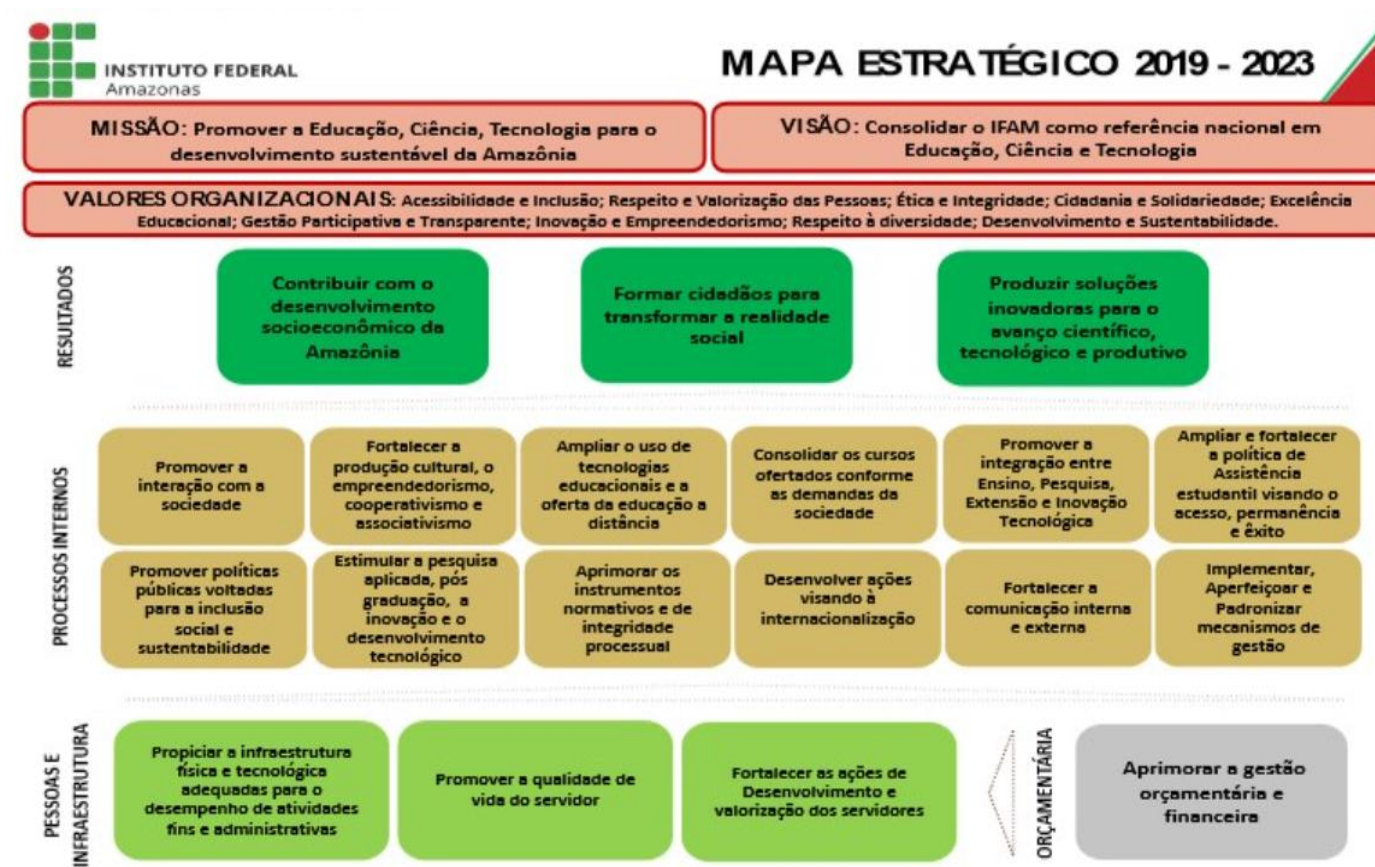 INSTITUTO FEDERAL
Amazonas
MAPA ESTRATÉGICO 2019 - 2023
MISSÃO: Promover a Educação, Ciência, Tecnologia para o
desenvolvimento sustentável da Amazônia
VISÃO: Consolidar o IFAM como referência nacional em
Educação, Ciência e Tecnologia
VALORES ORGANIZACIONAIS: Acessibilidade e Inclusão; Respeito e Valorização das Pessoas; Ética e Integridade; Cidadania e Solidariedade; Excelência
Educacional; Gestão Participativa e Transparente; Inovação e Empreendedorismo; Respeito à diversidade; Desenvolvimento e Sustentabilidade.
RESULTADOS
Contribuir com o
desenvolvimento
socioeconômico da
Amazônia
Formar cidadãos para
transformar a realidade
social
Produzir soluções
inovadoras para o
avanço científico,
tecnológico e produtivo
PROCESSOS INTERNOS
Promover a
interação com a
sociedade
Fortalecer a
produção cultural, o
empreendedorismo,
cooperativismo e
associativismo
Ampliar o uso de
tecnologias
educacionais e a
oferta da educação a
distância
Consolidar os cursos
ofertados conforme
as demandas da
sociedade
Promover a
integração entre
Ensino, Pesquisa,
Extensão e Inovação
Tecnológica
Ampliar e fortalecer
a política de
Assistência
estudantil visando o
acesso, permanência
e êxito
Promover políticas
públicas voltadas
para a inclusão
social e
sustentabilidade
Estimular a pesquisa
aplicada, pós
graduação, a
inovação e o
desenvolvimento
tecnológico
Aprimorar os
instrumentos
normativos e de
integridade
processual
Desenvolver ações
visando à
internacionalização
Fortalecer a
comunicação interna
e externa
Implementar,
Aperfeiçoar e
Padronizar
mecanismos de
gestão
PESSOAS E
INFRAESTRUTURA
Propiciar a infraestrutura
física e tecnológica
adequadas para o
desempenho de atividades
fins e administrativas
Promover a qualidade de
vida do servidor
Fortalecer as ações de
Desenvolvimento e
valorização dos servidores
ORÇAMENTÁRIA
Aprimorar a gestão
orçamentária e
financeira